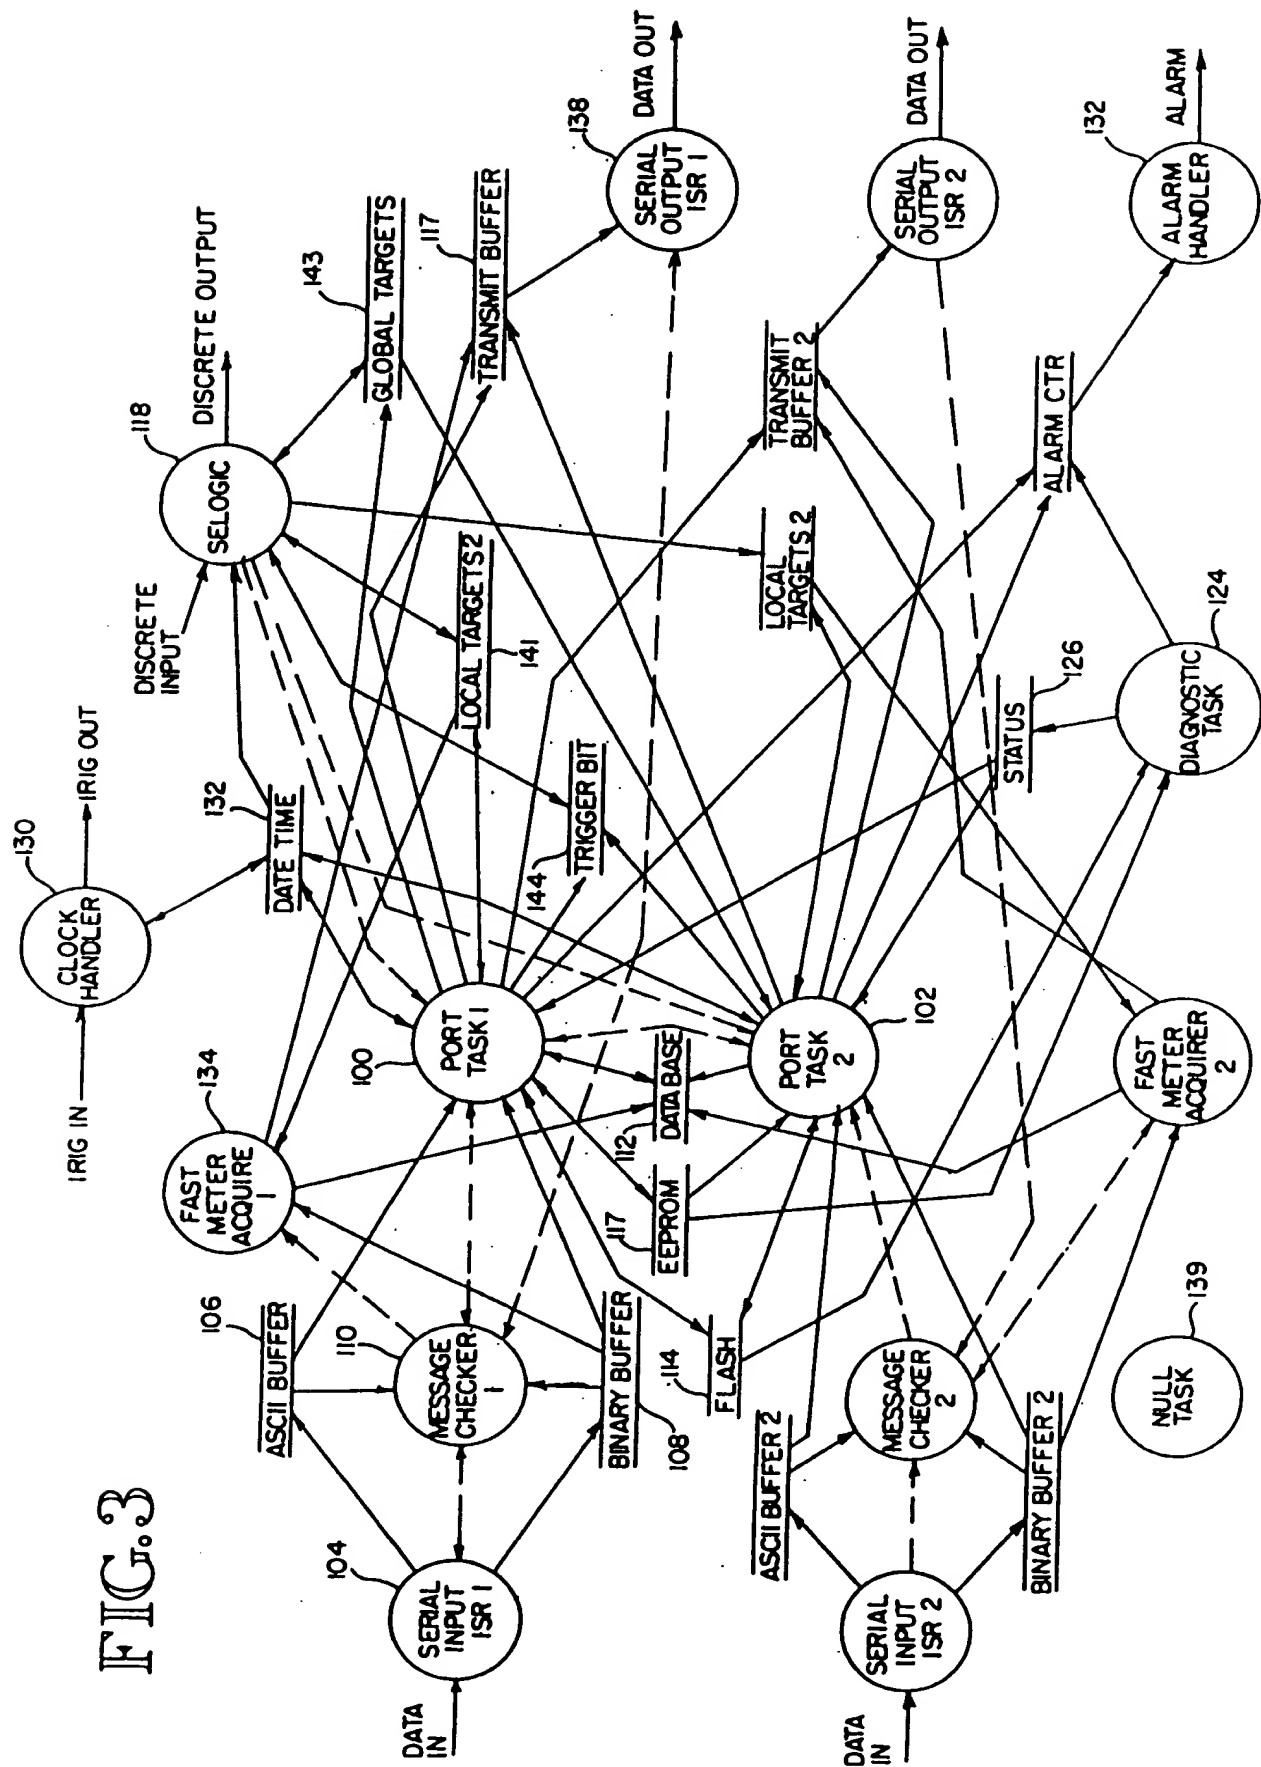 FIG.3
DATA
IN
SERIAL
INPUT
ISR 1
104
ASCII BUFFER
106
MESSAGE
CHECKER
1
110
BINARY BUFFER
108
FAST
METER
ACQUIRE
1
134
IRIG IN
CLOCK
HANDLER
130
IRIG OUT
DATE TIME
132
PORT
TASK 1
100
DISCRETE
INPUT
SELOGIC
118
DISCRETE OUTPUT
GLOBAL TARGETS
143
LOCAL TARGETS 2
141
TRANSMIT BUFFER
117
TRIGGER BIT
144
SERIAL
OUTPUT
ISR 1
138
DATA OUT
FLASH
114
EEPROM
117
DATA BASE
112
PORT
TASK
2
102
LOCAL
TARGETS 2
TRANSMIT
BUFFER 2
DATA
IN
SERIAL
INPUT
ISR 2
ASCII BUFFER 2
MESSAGE
CHECKER
2
BINARY BUFFER 2
SERIAL
OUTPUT
ISR 2
DATA OUT
STATUS
126
ALARM CTR
NULL
TASK
139
FAST
METER
ACQUIRER
2
DIAGNOSTIC
TASK
124
ALARM
HANDLER
132
ALARM